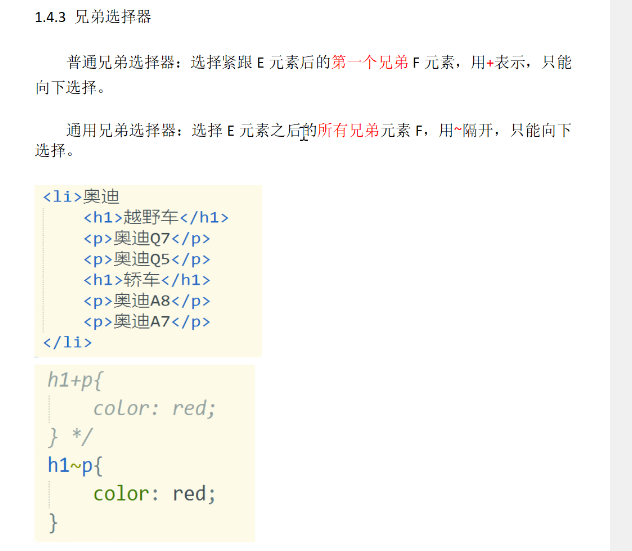 1.4.3 兄弟选择器
普通兄弟选择器：选择紧跟 E 元素后的第一个兄弟 F 元素，用+表示，只能
向下选择。
通用兄弟选择器：选择 E 元素之后的所有兄弟元素 F，用~隔开，只能向下
选择。
<li>奥迪
<h1>越野车</h1>
<p>奥迪Q7</p>
<p>奥迪Q5</p>
<h1>轿车</h1>
<p>奥迪A8</p>
<p>奥迪A7</p>
</li>
h1+p{
color: red;
} */
h1~p{
color: red;
}